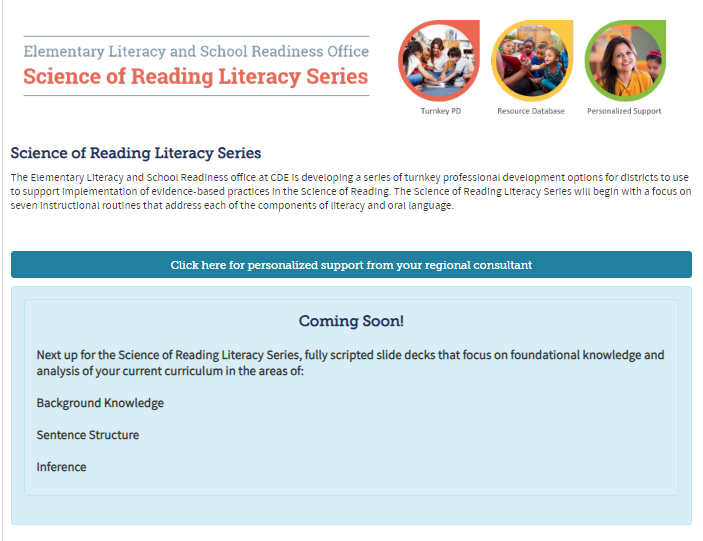 Elementary Literacy and School Readiness Office
Science of Reading Literacy Series
Turnkey PD
Resource Database
Personalized Support
Science of Reading Literacy Series
The Elementary Literacy and School Readiness office at CDE is developing a series of turnkey professional development options for districts to use
to support implementation of evidence-based practices in the Science of Reading. The Science of Reading Literacy Series will begin with a focus on
seven instructional routines that address each of the components of literacy and oral language.
Click here for personalized support from your regional consultant
Coming Soon!
Next up for the Science of Reading Literacy Series, fully scripted slide decks that focus on foundational knowledge and
analysis of your current curriculum in the areas of:
Background Knowledge
Sentence Structure
Inference